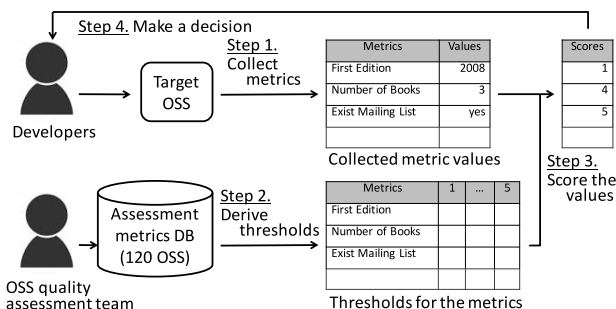 Step 4. Make a decision
Step 1.
Collect
metrics
Target
OSS
Developers
Metrics Values
First Edition 2008
Number of Books 3
Exist Mailing List yes
Collected metric values
Scores
1
4
5
Step 3.
Score the
values
Step 2.
Derive
thresholds
Assessment
metrics DB
(120 OSS)
OSS quality
assessment team
Metrics 1 ... 5
First Edition
Number of Books
Exist Mailing List
Thresholds for the metrics